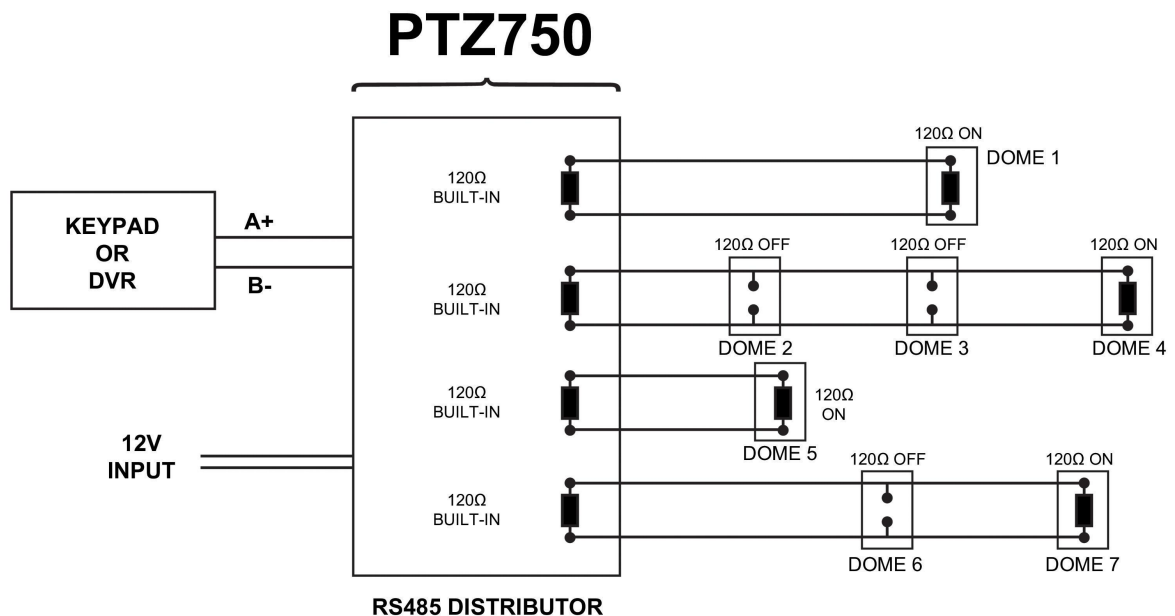 PTZ750
KEYPAD
OR
DVR
A+
B-
12V
INPUT
120Ω
BUILT-IN
120Ω
BUILT-IN
120Ω
BUILT-IN
120Ω
BUILT-IN
120Ω ON
DOME 1
120Ω OFF
DOME 2
120Ω OFF
DOME 3
120Ω ON
DOME 4
120Ω
ON
DOME 5
120Ω OFF
DOME 6
120Ω ON
DOME 7
RS485 DISTRIBUTOR